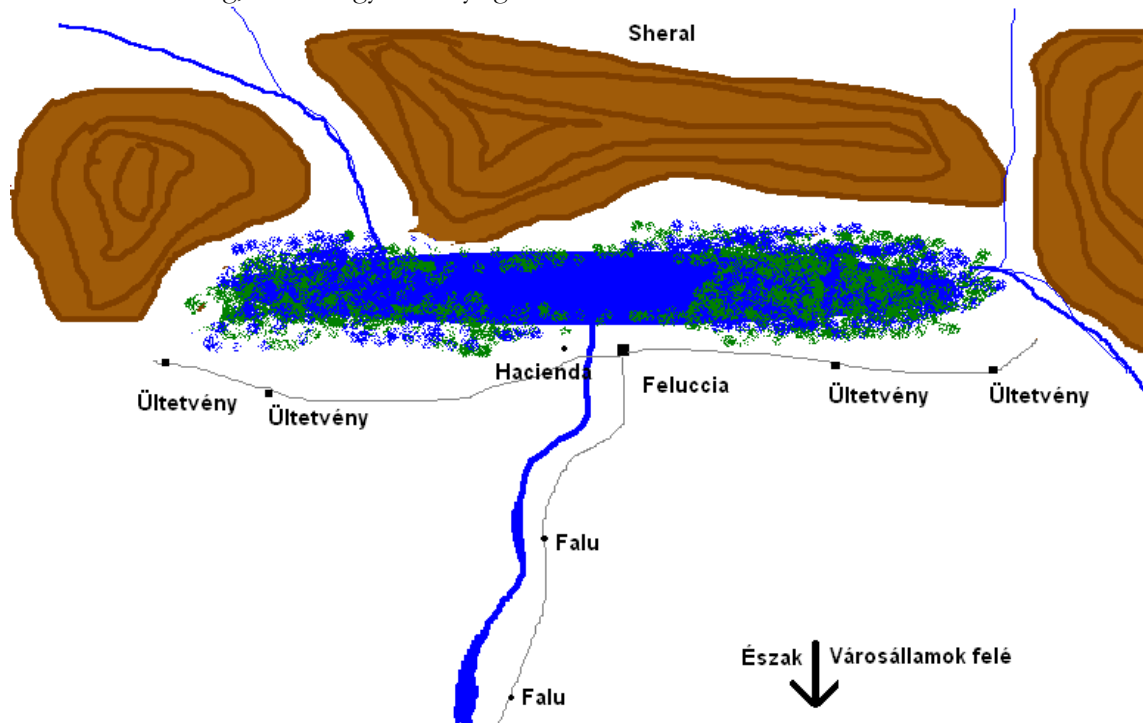 Sheral
Hacienda
Feluccia
Ültetvény
Ültetvény
Ültetvény
Ültetvény
Falu
Észak
Városállamok felé
Falu